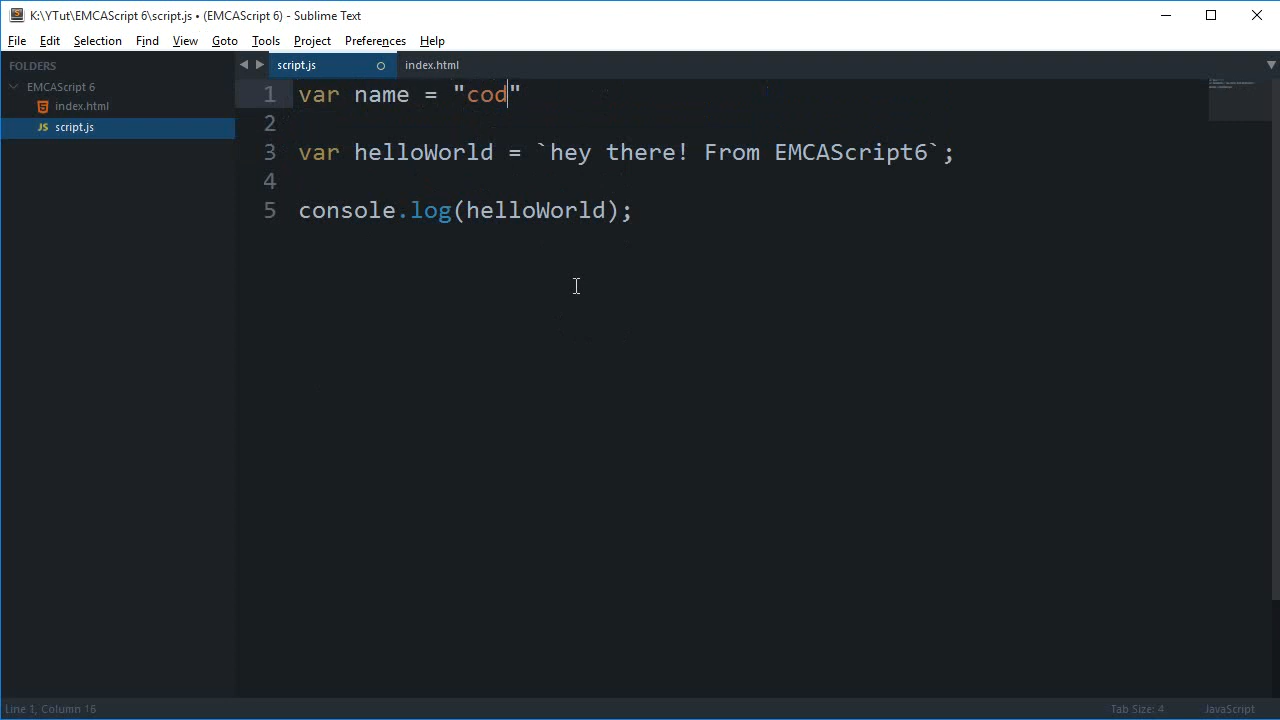 K:\YTut\EMCAScript 6\script.js • (EMCAScript 6) - Sublime Text
File Edit Selection Find View Goto Tools Project Preferences Help
FOLDERS
EMCAScript 6
index.html
JS script.js
script.js index.html
1 var name = "cod"
2
3 var helloWorld = `hey there! From EMCAScript6`;
4
5 console.log(helloWorld);
Line 1, Column 16 Tab Size: 4 JavaScript